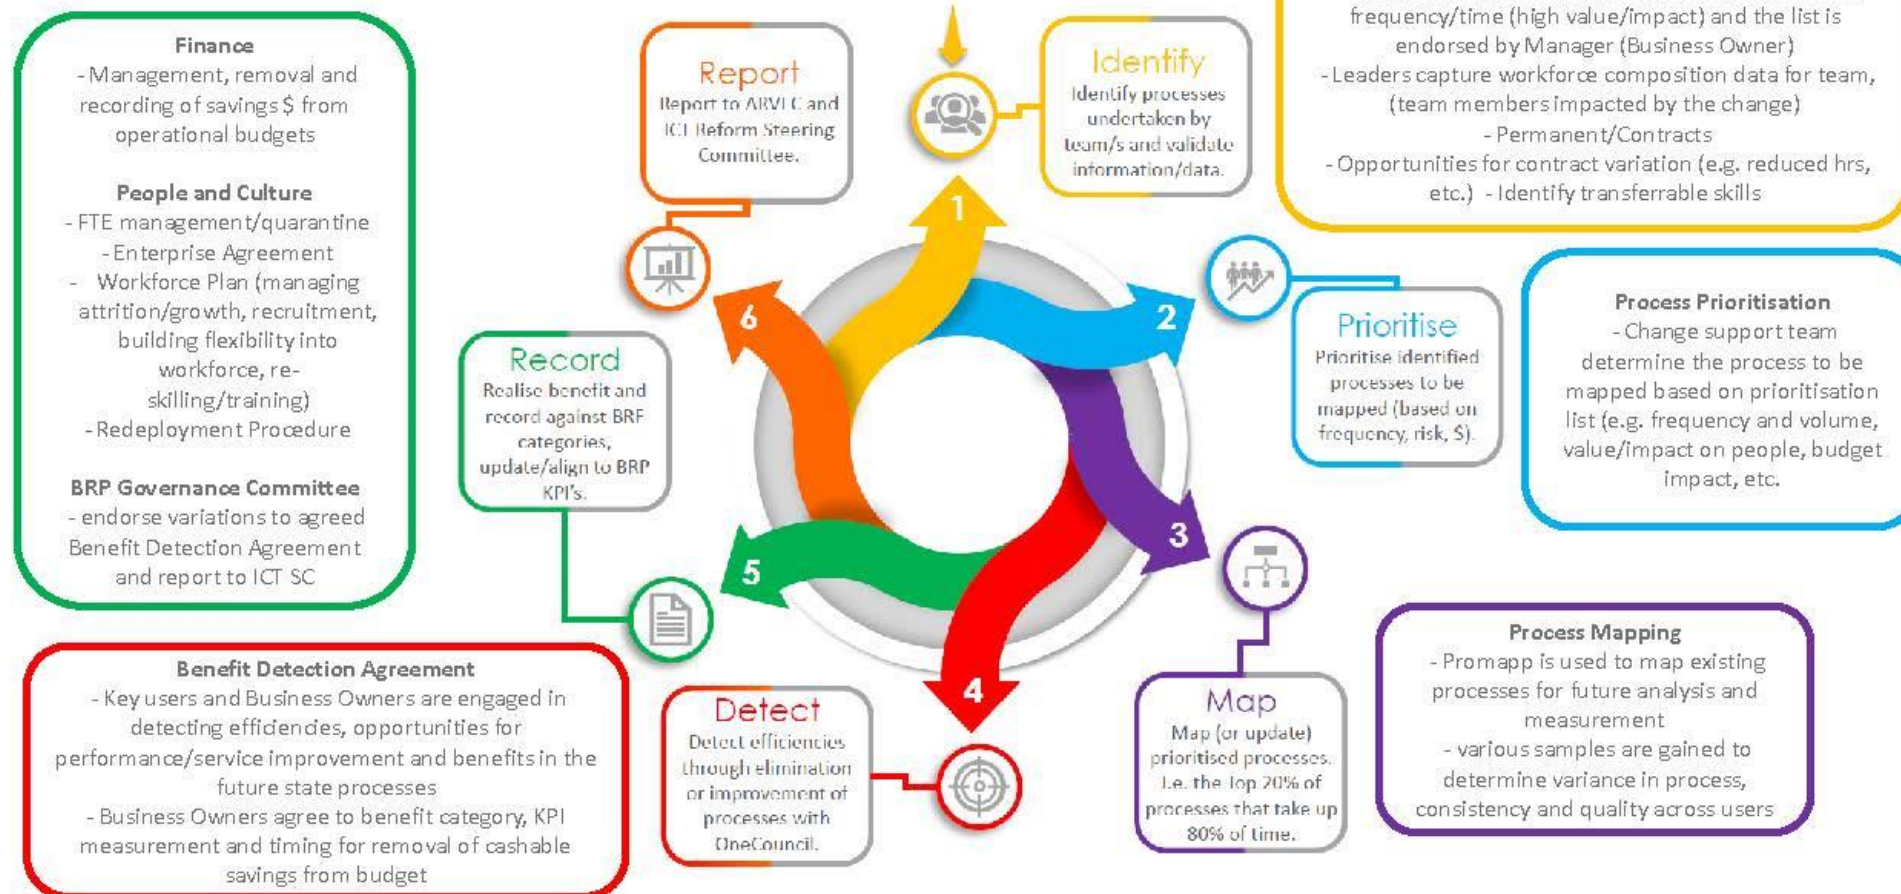 Finance
- Management, removal and
recording of savings $ from
operational budgets
People and Culture
- FTE management/quarantine
- Enterprise Agreement
- Workforce Plan (managing
attrition/growth, recruitment,
building flexibility into
workforce, re-
skilling/training)
- Redeployment Procedure
BRP Governance Committee
- endorse variations to agreed
Benefit Detection Agreement
and report to ICT SC
Report
Report to ARVLC and
ICT Reform Steering
Committee.
Identify
Identify processes
undertaken by
team/s and validate
information/data.
frequency/time (high value/impact) and the list is
endorsed by Manager (Business Owner)
- Leaders capture workforce composition data for team,
(team members impacted by the change)
- Permanent/Contracts
- Opportunities for contract variation (e.g. reduced hrs,
etc.) - Identify transferrable skills
1
2
3
4
5
6
Prioritise
Prioritise identified
processes to be
mapped (based on
frequency, risk, $).
Process Prioritisation
- Change support team
determine the process to be
mapped based on prioritisation
list (e.g. frequency and volume,
value/impact on people, budget
impact, etc.
Record
Realise benefit and
record against BRF
categories,
update/align to BRP
KPI's.
Benefit Detection Agreement
- Key users and Business Owners are engaged in
detecting efficiencies, opportunities for
performance/service improvement and benefits in the
future state processes
- Business Owners agree to benefit category, KPI
measurement and timing for removal of cashable
savings from budget
Detect
Detect efficiencies
through elimination
or improvement of
processes with
OneCouncil.
Map
Map (or update)
prioritised processes.
I.e. the Top 20% of
processes that take up
80% of time.
Process Mapping
- Promapp is used to map existing
processes for future analysis and
measurement
- various samples are gained to
determine variance in process,
consistency and quality across users